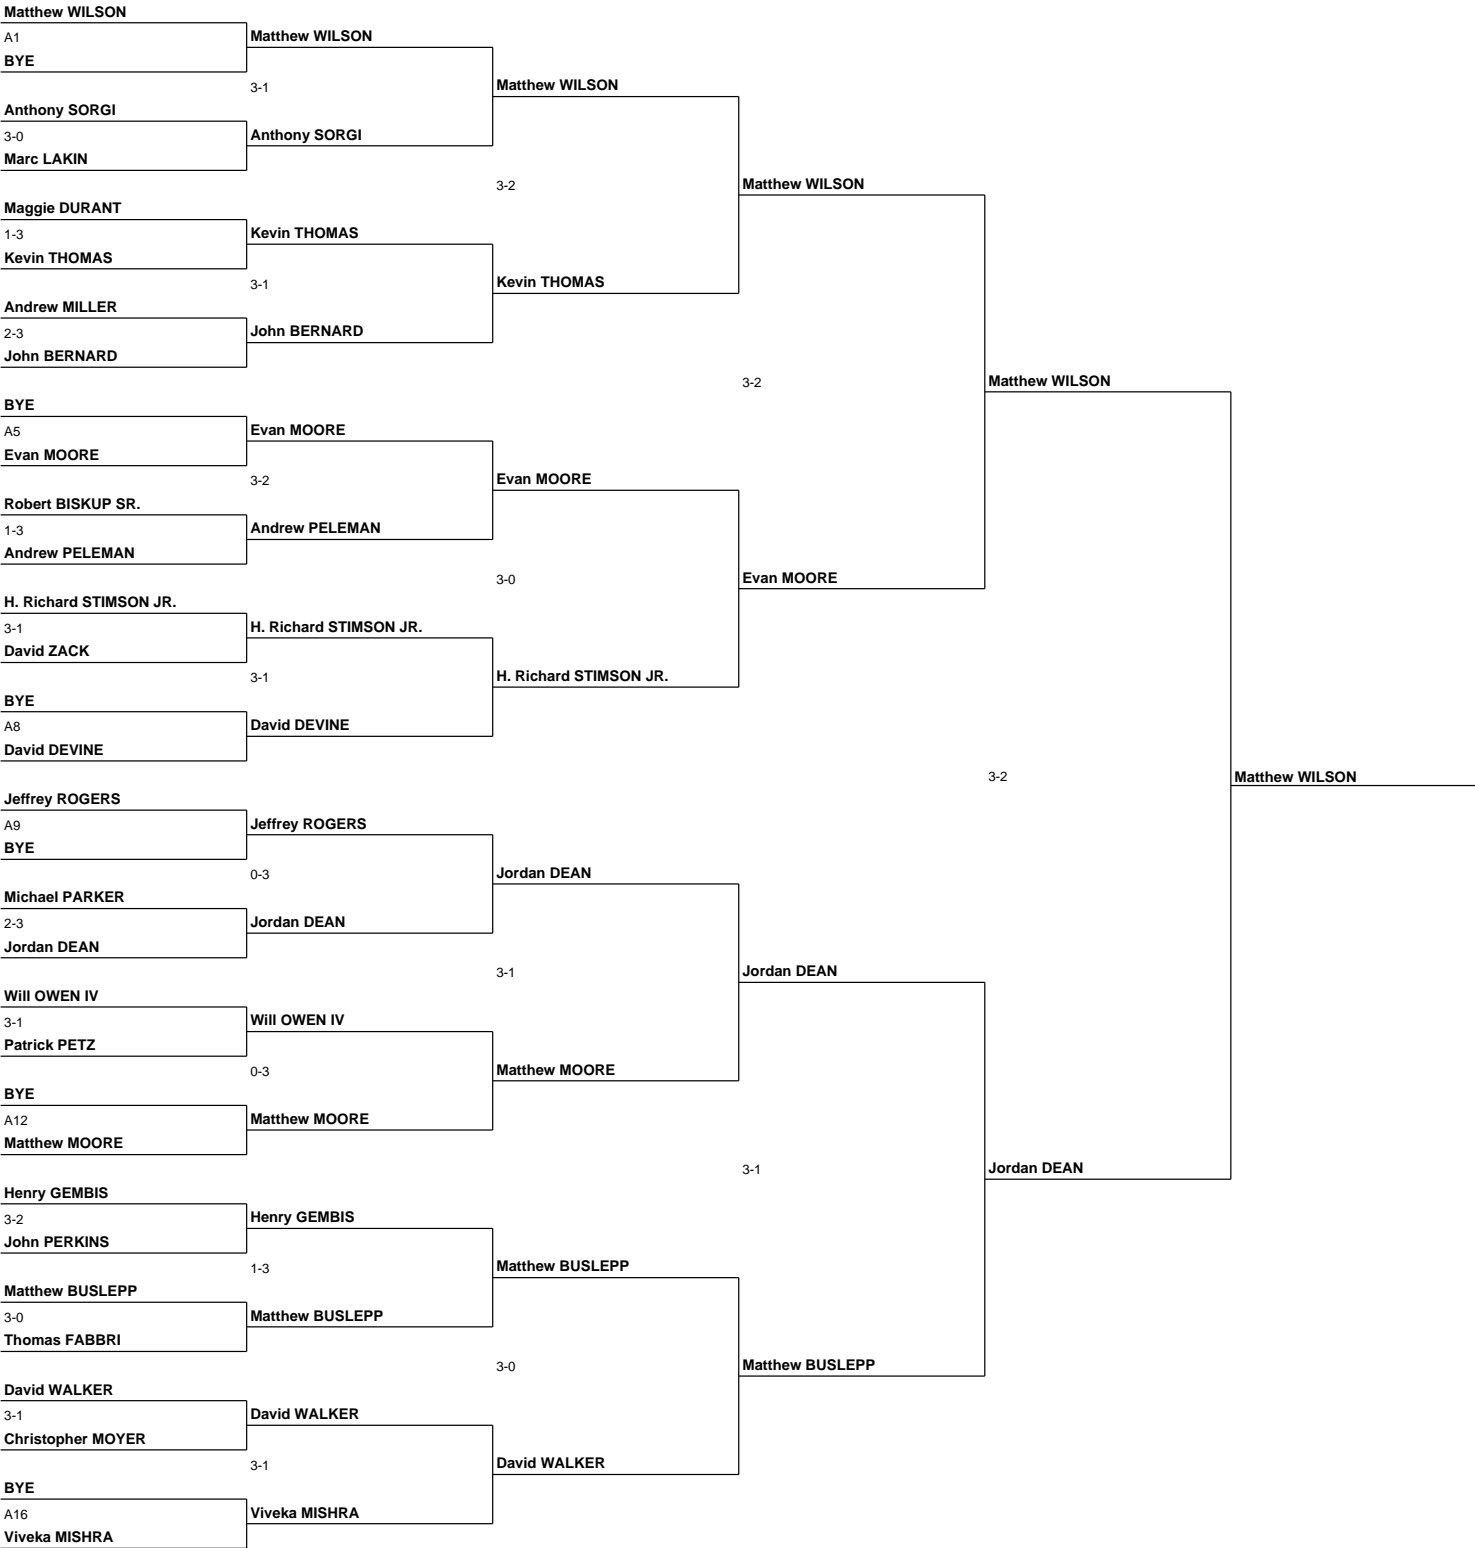 Matthew WILSON
A1
BYE
Anthony SORGI
3-0
Marc LAKIN
Maggie DURANT
1-3
Kevin THOMAS
Andrew MILLER
2-3
John BERNARD
BYE
A5
Evan MOORE
Robert BISKUP SR.
1-3
Andrew PELEMAN
H. Richard STIMSON JR.
3-1
David ZACK
BYE
A8
David DEVINE
Jeffrey ROGERS
A9
BYE
Michael PARKER
2-3
Jordan DEAN
Will OWEN IV
3-1
Patrick PETZ
BYE
A12
Matthew MOORE
Henry GEMBIS
3-2
John PERKINS
Matthew BUSLEPP
3-0
Thomas FABBRI
David WALKER
3-1
Christopher MOYER
BYE
A16
Viveka MISHRA
Matthew WILSON
3-1
Anthony SORGI
Kevin THOMAS
3-1
John BERNARD
Evan MOORE
3-2
Andrew PELEMAN
H. Richard STIMSON JR.
3-1
David DEVINE
Jeffrey ROGERS
0-3
Jordan DEAN
Will OWEN IV
0-3
Matthew MOORE
Henry GEMBIS
1-3
Matthew BUSLEPP
David WALKER
3-1
Viveka MISHRA
Matthew WILSON
3-2
Kevin THOMAS
Evan MOORE
3-0
H. Richard STIMSON JR.
Jordan DEAN
3-1
Matthew MOORE
Matthew BUSLEPP
3-0
David WALKER
Matthew WILSON
3-2
Evan MOORE
Jordan DEAN
3-1
Matthew BUSLEPP
Matthew WILSON
3-2
Jordan DEAN
Matthew WILSON